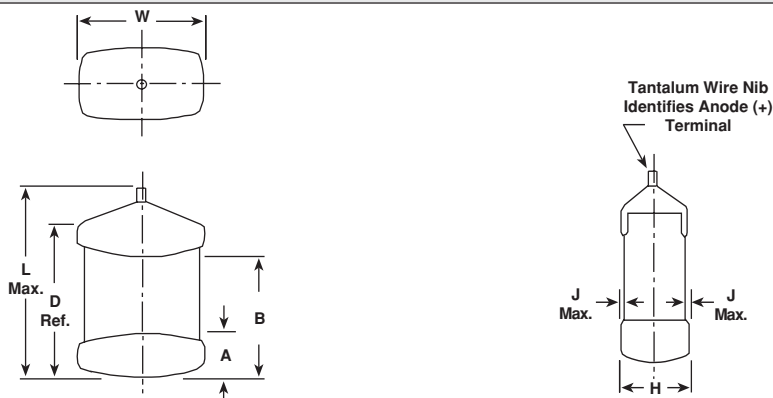 W
Tantalum Wire Nib
Identifies Anode (+)
Terminal
L
Max.
D
Ref.
B
A
J
Max.
J
Max.
H